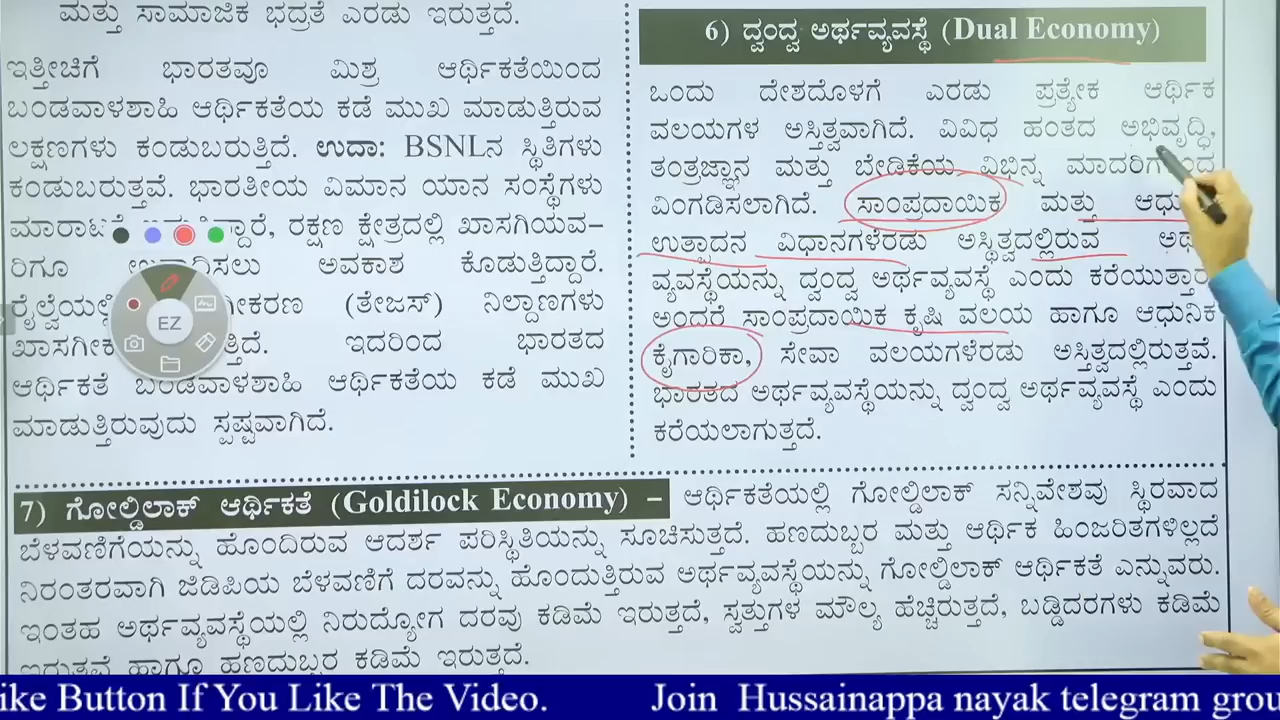 ಮತ್ತು ಸಾಮಾಜಿಕ ಭದ್ರತೆ ಎರಡು ಇರುತ್ತದೆ.
ಇತ್ತೀಚಿಗೆ ಭಾರತವೂ ಮಿಶ್ರ ಆರ್ಥಿಕತೆಯಿಂದ
ಬಂಡವಾಳಶಾಹಿ ಆರ್ಥಿಕತೆಯ ಕಡೆ ಮುಖ ಮಾಡುತ್ತಿರುವ
ಲಕ್ಷಣಗಳು ಕಂಡುಬರುತ್ತಿದೆ. ಉದಾ: BSNLನ ಸ್ಥಿತಿಗಳು
ಕಂಡುಬರುತ್ತವೆ. ಭಾರತೀಯ ವಿಮಾನ ಯಾನ ಸಂಸ್ಥೆಗಳು
ರಕ್ಷಣ ಕ್ಷೇತ್ರದಲ್ಲಿ ಖಾಸಗಿಯವ-
ರಿಗೂ ಅವಕಾಶ ಕೊಡುತ್ತಿದ್ದಾರೆ.
(ತೇಜಸ್) ನಿಲ್ದಾಣಗಳು
ಇದರಿಂದ ಭಾರತದ
ಆರ್ಥಿಕತೆ ಬಂಡವಾಳಶಾಹಿ ಆರ್ಥಿಕತೆಯ ಕಡೆ ಮುಖ
ಮಾಡುತ್ತಿರುವುದು ಸ್ಪಷ್ಟವಾಗಿದೆ.
EZ
6) ದ್ವಂದ್ವ ಅರ್ಥವ್ಯವಸ್ಥೆ (Dual Economy)
ಒಂದು ದೇಶದೊಳಗೆ ಎರಡು ಪ್ರತ್ಯೇಕ ಆರ್ಥಿಕ
ವಲಯಗಳ ಅಸ್ತಿತ್ವವಾಗಿದೆ. ವಿವಿಧ ಹಂತದ ಅಭಿವೃದ್ಧಿ,
ತಂತ್ರಜ್ಞಾನ ಮತ್ತು ಬೇಡಿಕೆಯ ವಿಭಿನ್ನ
ವಿಂಗಡಿಸಲಾಗಿದೆ. ಸಾಂಪ್ರದಾಯಿಕ ಮತ್ತು
ಉತ್ಪಾದನ ವಿಧಾನಗಳೆರಡು ಅಸ್ಥಿತ್ವದಲ್ಲಿರುವ
ವ್ಯವಸ್ಥೆಯನ್ನು ದ್ವಂದ್ವ ಅರ್ಥವ್ಯವಸ್ಥೆ ಎಂದು ಕರೆಯುತ್ತಾರೆ
ಅಂದರೆ ಸಾಂಪ್ರದಾಯಿಕ ಕೃಷಿ ವಲಯ ಹಾಗೂ ಆಧುನಿಕ
ಕೈಗಾರಿಕಾ, ಸೇವಾ ವಲಯಗಳೆರಡು ಅಸ್ತಿತ್ವದಲ್ಲಿರುತ್ತವೆ.
ಭಾರತದ ಅರ್ಥವ್ಯವಸ್ಥೆಯನ್ನು ದ್ವಂದ್ವ ಅರ್ಥವ್ಯವಸ್ಥೆ ಎಂದು
ಕರೆಯಲಾಗುತ್ತದೆ.
7) ಗೋಲ್ಡಿಲಾಕ್ ಆರ್ಥಿಕತೆ (Goldilock Economy) – ಆರ್ಥಿಕತೆಯಲ್ಲಿ ಗೋಲ್ಡಿಲಾಕ್ ಸನ್ನಿವೇಶವು ಸ್ಥಿರವಾದ
ಬೆಳವಣಿಗೆಯನ್ನು ಹೊಂದಿರುವ ಆದರ್ಶ ಪರಿಸ್ಥಿತಿಯನ್ನು ಸೂಚಿಸುತ್ತದೆ. ಹಣದುಬ್ಬರ ಮತ್ತು ಆರ್ಥಿಕ ಹಿಂಜರಿತಗಳಿಲ್ಲದೆ
ನಿರಂತರವಾಗಿ ಜಿಡಿಪಿಯ ಬೆಳವಣಿಗೆ ದರವನ್ನು ಹೊಂದುತ್ತಿರುವ ಅರ್ಥವ್ಯವಸ್ಥೆಯನ್ನು ಗೋಲ್ಡಿಲಾಕ್ ಆರ್ಥಿಕತೆ ಎನ್ನುವರು.
ಇಂತಹ ಅರ್ಥವ್ಯವಸ್ಥೆಯಲ್ಲಿ ನಿರುದ್ಯೋಗ ದರವು ಕಡಿಮೆ ಇರುತ್ತದೆ, ಸ್ವತ್ತುಗಳ ಮೌಲ್ಯ ಹೆಚ್ಚಿರುತ್ತದೆ, ಬಡ್ಡಿದರಗಳು ಕಡಿಮೆ
ಇರುತ್ತವೆ ಹಾಗೂ ಹಣದುಬ್ಬರ ಕಡಿಮೆ ಇರುತ್ತದೆ.
ike Button If You Like The Video. Join Hussainappa nayak telegram grou